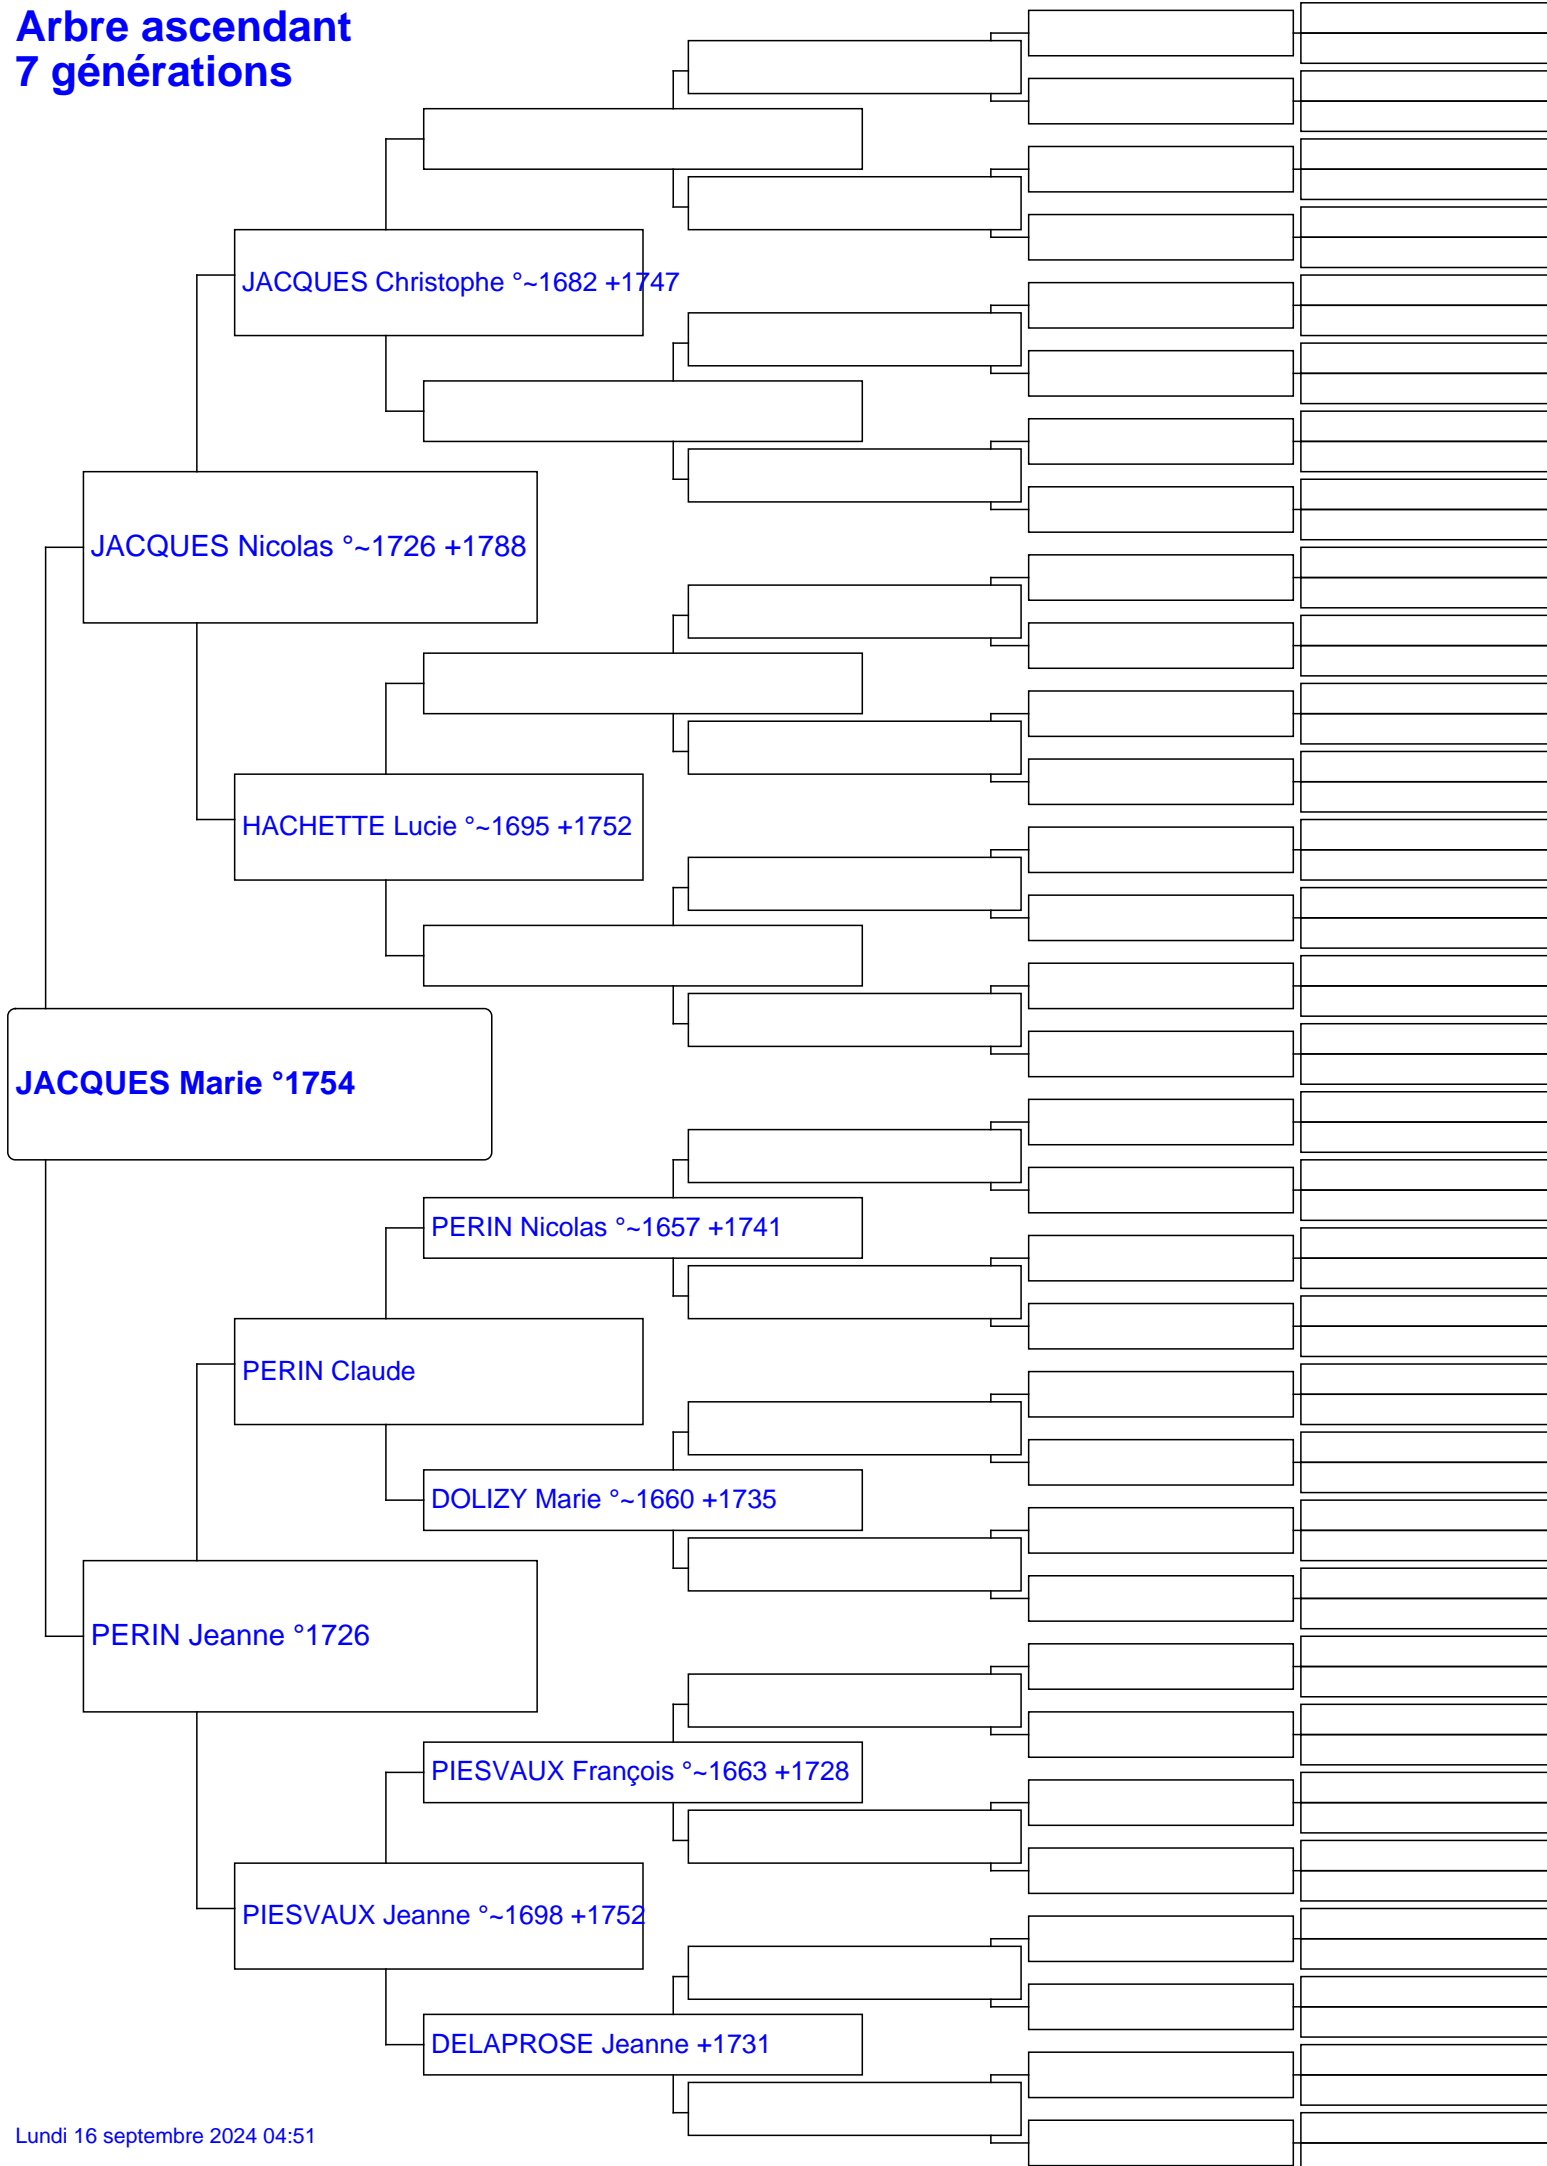 Arbre ascendant
7 générations
JACQUES Christophe °~1682 +1747
JACQUES Nicolas °~1726 +1788
HACHETTE Lucie °~1695 +1752
JACQUES Marie °1754
PERIN Nicolas °~1657 +1741
PERIN Claude
DOLIZY Marie °~1660 +1735
PERIN Jeanne °1726
PIESVAUX François °~1663 +1728
PIESVAUX Jeanne °~1698 +1752
DELAPROSE Jeanne +1731
Lundi 16 septembre 2024 04:51